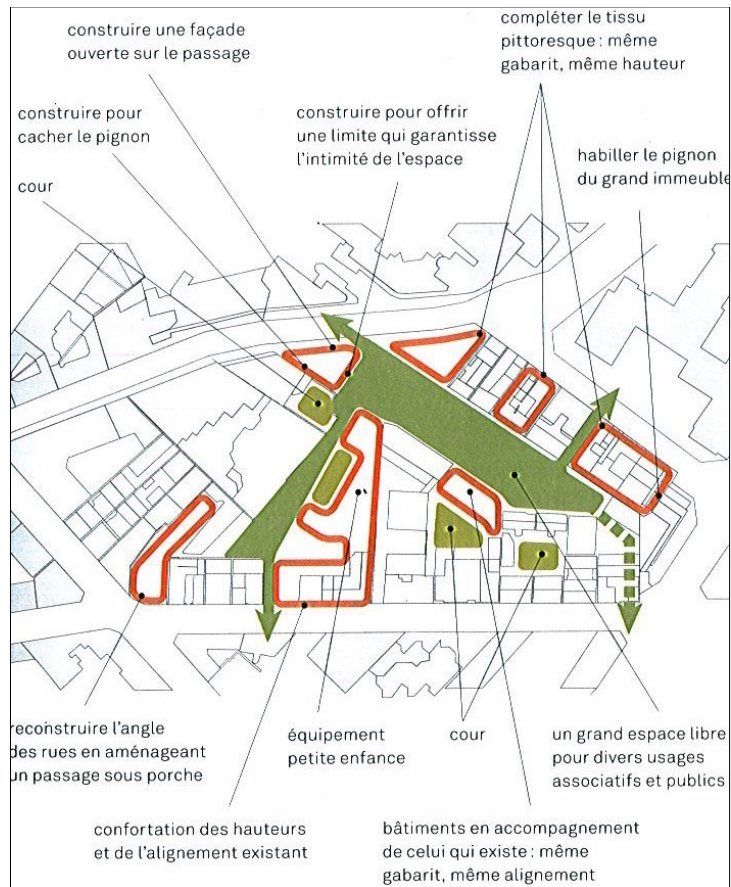 construire une façade
ouverte sur le passage
compléter le tissu
pittoresque : même
gabarit, même hauteur
construire pour
cacher le pignon
construire pour offrir
une limite qui garantisse
l'intimité de l'espace
habiller le pignon
du grand immeuble
cour
reconstruire l'angle
des rues en aménageant
un passage sous porche
équipement
petite enfance
cour
un grand espace libre
pour divers usages
associatifs et publics
confortation des hauteurs
et de l'alignement existant
bâtiments en accompagnement
de celui qui existe : même
gabarit, même alignement